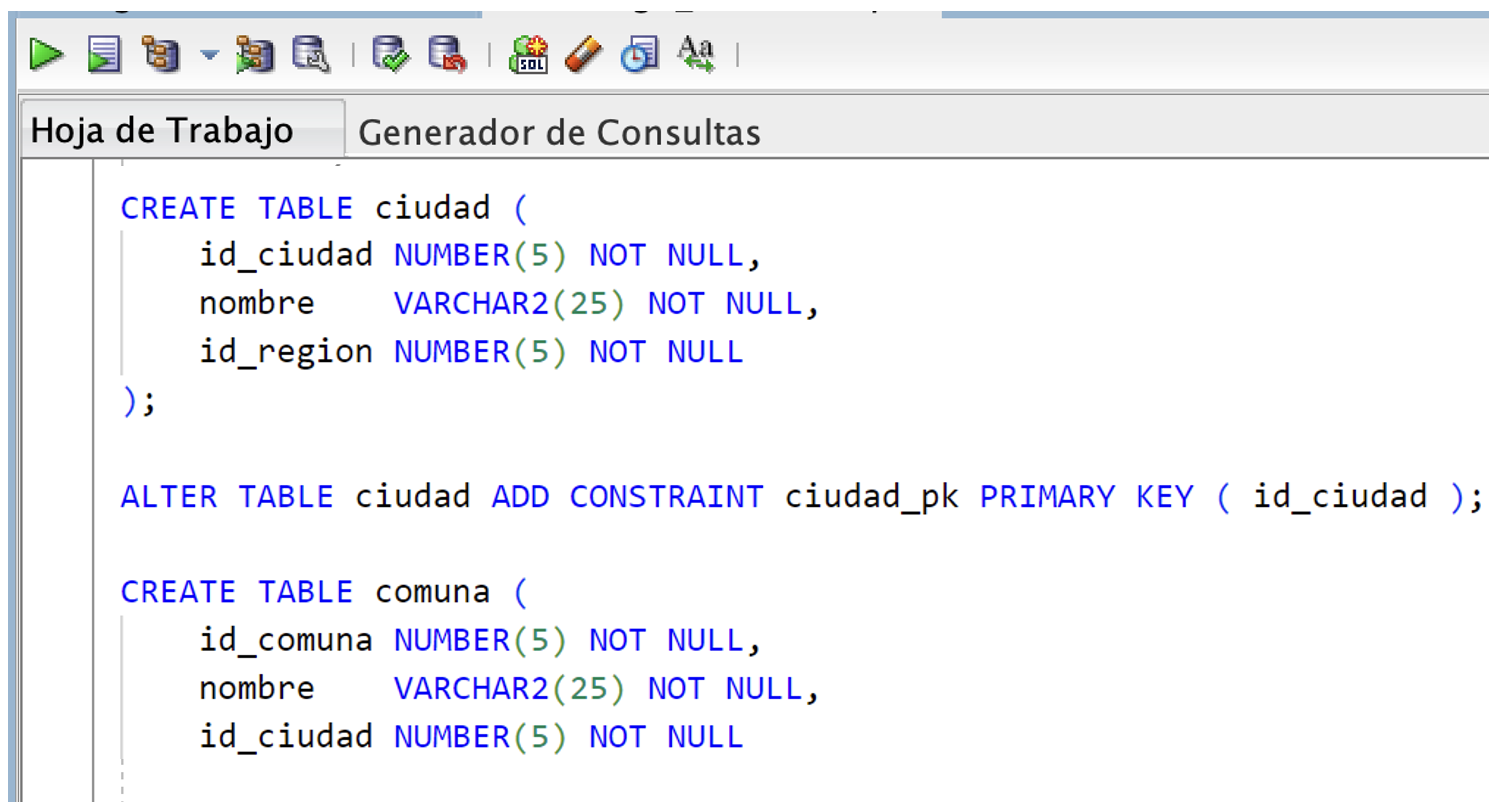 SQL
Aa
Hoja de Trabajo Generador de Consultas
CREATE TABLE ciudad (
    id_ciudad NUMBER(5) NOT NULL,
    nombre    VARCHAR2(25) NOT NULL,
    id_region NUMBER(5) NOT NULL
);
ALTER TABLE ciudad ADD CONSTRAINT ciudad_pk PRIMARY KEY ( id_ciudad );
CREATE TABLE comuna (
    id_comuna NUMBER(5) NOT NULL,
    nombre    VARCHAR2(25) NOT NULL,
    id_ciudad NUMBER(5) NOT NULL